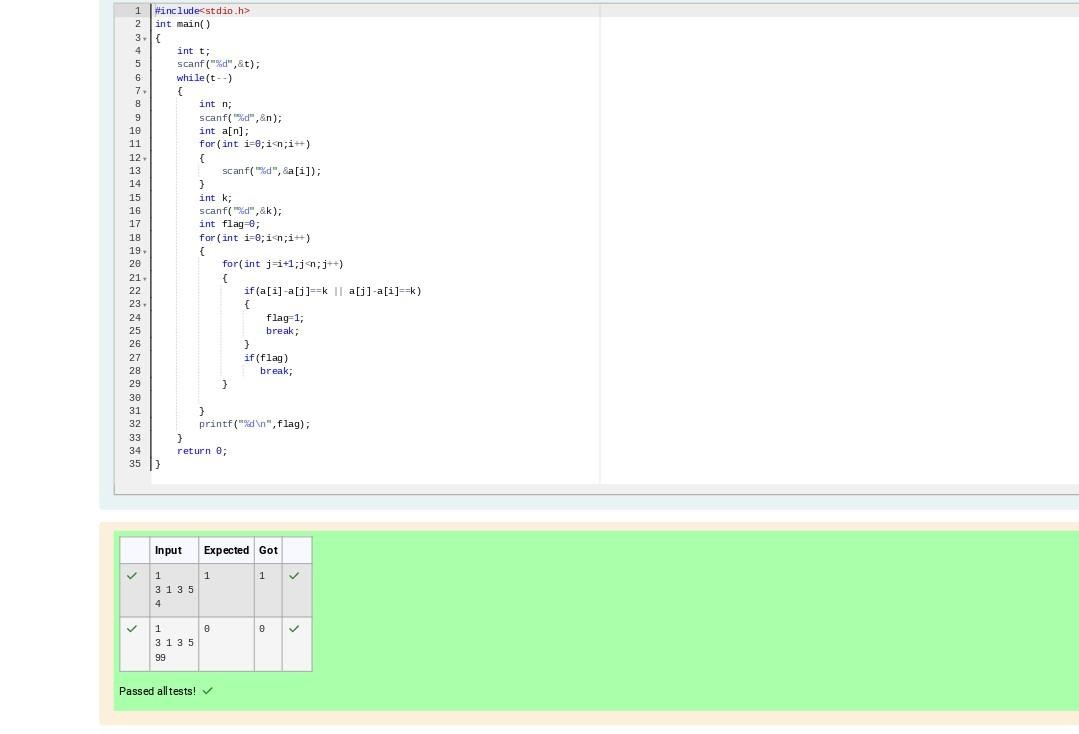 1 #include<stdio.h>
2 int main()
3 {
4     int t;
5     scanf("%d",&t);
6     while(t--)
7     {
8         int n;
9         scanf("%d",&n);
10         int a[n];
11         for(int i=0;i<n;i++)
12         {
13             scanf("%d",&a[i]);
14         }
15         int k;
16         scanf("%d",&k);
17         int flag=0;
18         for(int i=0;i<n;i++)
19         {
20             for(int j=i+1;j<n;j++)
21             {
22                 if(a[i]-a[j]==k || a[j]-a[i]==k)
23                 {
24                     flag=1;
25                     break;
26                 }
27                 if(flag)
28                    break;
29             }
30
31         }
32         printf("%d\n",flag);
33     }
34     return 0;
35 }
Input Expected Got
1 1 1
3 1 3 5
4
1 0 0
3 1 3 5
99
Passed all tests!